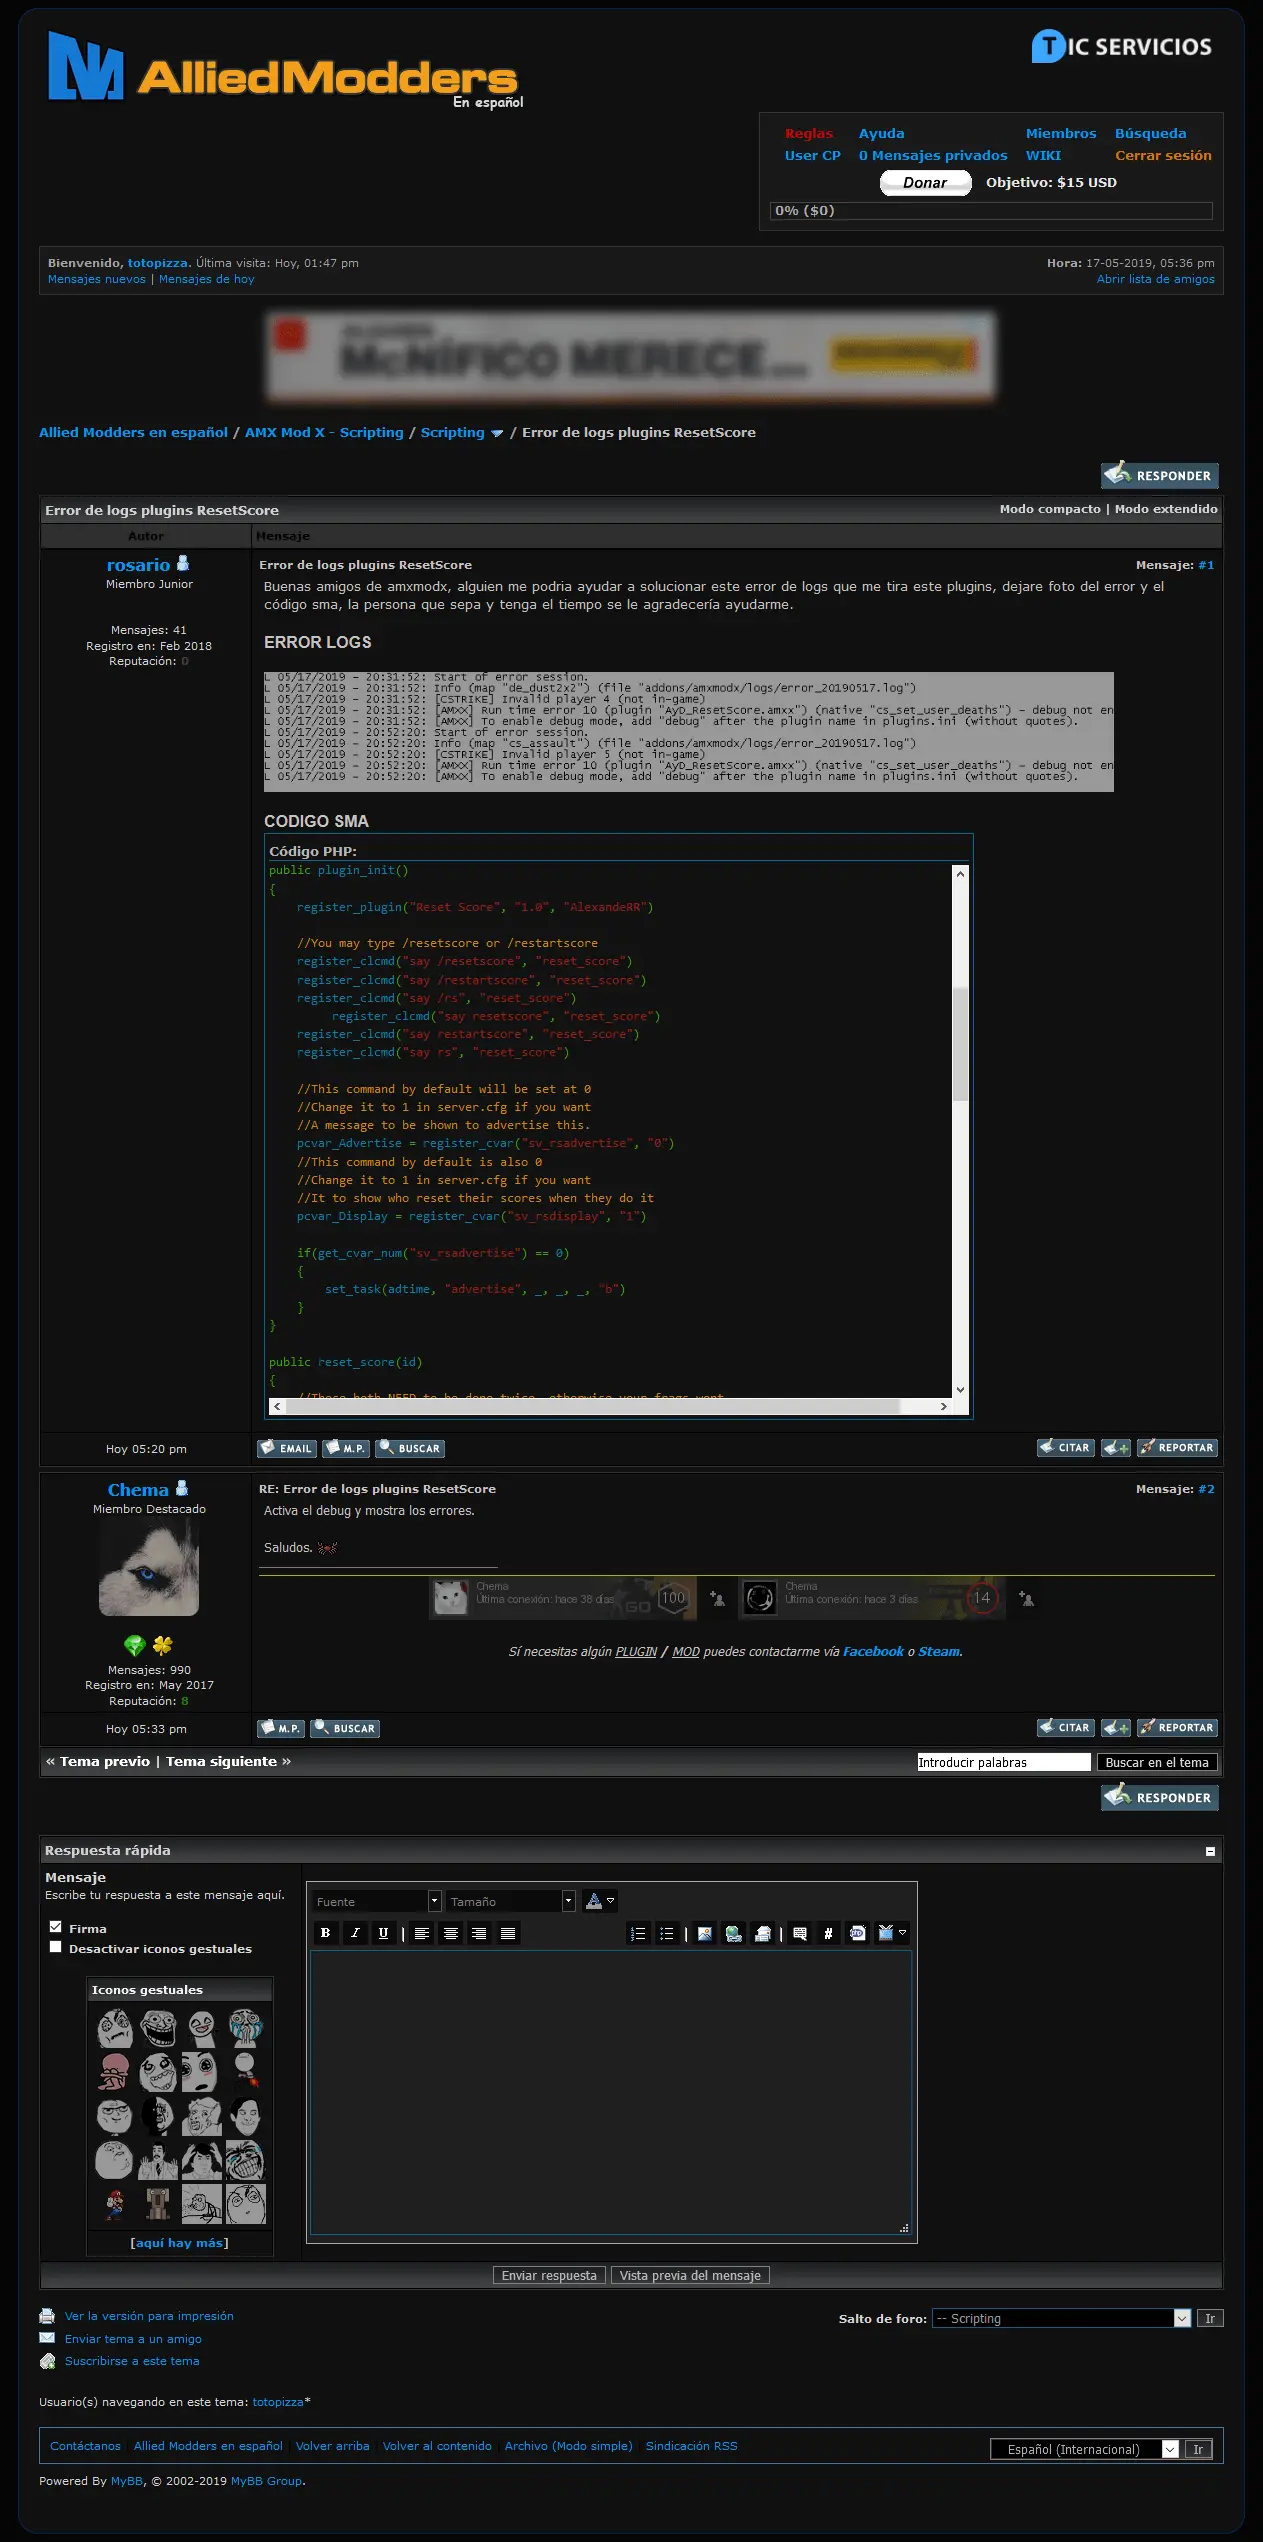 AlliedModders
En español
TIC SERVICIOS
Reglas Ayuda Miembros Búsqueda
User CP 0 Mensajes privados WIKI Cerrar sesión
Donar Objetivo: $15 USD
0% ($0)
Bienvenido, totopizza. Última visita: Hoy, 01:47 pm
Hora: 17-05-2019, 05:36 pm
Mensajes nuevos | Mensajes de hoy
Abrir lista de amigos
McNÍFICO MERECE...
Allied Modders en español / AMX Mod X - Scripting / Scripting / Error de logs plugins ResetScore
RESPONDER
Error de logs plugins ResetScore
Modo compacto | Modo extendido
Autor Mensaje
rosario
Miembro Junior
Mensajes: 41
Registro en: Feb 2018
Reputación: 0
Error de logs plugins ResetScore
Mensaje: #1
Buenas amigos de amxmodx, alguien me podria ayudar a solucionar este error de logs que me tira este plugins, dejare foto del error y el
código sma, la persona que sepa y tenga el tiempo se le agradecería ayudarme.
ERROR LOGS
L 05/17/2019 - 20:31:52: Start of error session.
L 05/17/2019 - 20:31:52: Info (map "de_dust2x2") (file "addons/amxmodx/logs/error_20190517.log")
L 05/17/2019 - 20:31:52: [CSTRIKE] Invalid player 4 (not in-game)
L 05/17/2019 - 20:31:52: [AMXX] Run time error 10 (plugin "AyD_ResetScore.amxx") (native "cs_set_user_deaths") - debug not en
L 05/17/2019 - 20:31:52: [AMXX] To enable debug mode, add "debug" after the plugin name in plugins.ini (without quotes).
L 05/17/2019 - 20:52:20: Start of error session.
L 05/17/2019 - 20:52:20: Info (map "cs_assault") (file "addons/amxmodx/logs/error_20190517.log")
L 05/17/2019 - 20:52:20: [CSTRIKE] Invalid player 5 (not in-game)
L 05/17/2019 - 20:52:20: [AMXX] Run time error 10 (plugin "AyD_ResetScore.amxx") (native "cs_set_user_deaths") - debug not en
L 05/17/2019 - 20:52:20: [AMXX] To enable debug mode, add "debug" after the plugin name in plugins.ini (without quotes).
CODIGO SMA
Código PHP:
public plugin_init()
{
register_plugin("Reset Score", "1.0", "AlexandeRR")
//You may type /resetscore or /restartscore
register_clcmd("say /resetscore", "reset_score")
register_clcmd("say /restartscore", "reset_score")
register_clcmd("say /rs", "reset_score")
register_clcmd("say resetscore", "reset_score")
register_clcmd("say restartscore", "reset_score")
register_clcmd("say rs", "reset_score")
//This command by default will be set at 0
//Change it to 1 in server.cfg if you want
//A message to be shown to advertise this.
pcvar_Advertise = register_cvar("sv_rsadvertise", "0")
//This command by default is also 0
//Change it to 1 in server.cfg if you want
//It to show who reset their scores when they do it
pcvar_Display = register_cvar("sv_rsdisplay", "1")
if(get_cvar_num("sv_rsadvertise") == 0)
{
set_task(adtime, "advertise", _, _, _, "b")
}
}
public reset_score(id)
{
//These both NEED to be done twice, otherwise your frags wont
Hoy 05:20 pm
EMAIL M.P. BUSCAR
CITAR REPORTAR
Chema
Miembro Destacado
Mensajes: 990
Registro en: May 2017
Reputación: 8
RE: Error de logs plugins ResetScore
Mensaje: #2
Activa el debug y mostra los errores.
Saludos.
Chema
Última conexión: hace 38 días
GO 100
Chema
Última conexión: hace 3 días
14
Sí necesitas algún PLUGIN / MOD puedes contactarme vía Facebook o Steam.
Hoy 05:33 pm
M.P. BUSCAR
CITAR REPORTAR
« Tema previo | Tema siguiente »
Introducir palabras Buscar en el tema
RESPONDER
Respuesta rápida
Mensaje
Escribe tu respuesta a este mensaje aquí.
Firma
Desactivar iconos gestuales
Iconos gestuales
[aquí hay más]
Fuente Tamaño A
B I U
#
Enviar respuesta Vista previa del mensaje
Ver la versión para impresión
Enviar tema a un amigo
Suscribirse a este tema
Salto de foro: -- Scripting Ir
Usuario(s) navegando en este tema: totopizza*
Contáctanos Allied Modders en español Volver arriba Volver al contenido Archivo (Modo simple) Sindicación RSS
Español (Internacional) Ir
Powered By MyBB, © 2002-2019 MyBB Group.